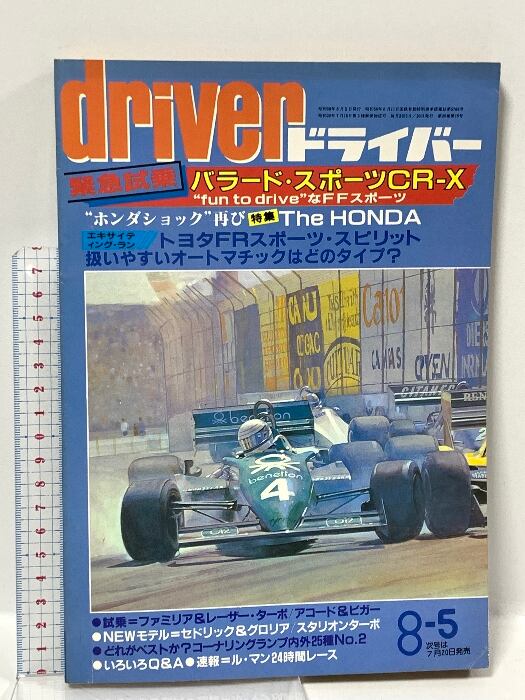 driver ドライバー
緊急試乗 バラード・スポーツCR-X
“fun to drive”なFFスポーツ
“ホンダショック”再び 特集 The HONDA
エキサイティング・ラン トヨタFRスポーツ・スピリット
扱いやすいオートマチックはどのタイプ?
benetton
benetton
4
●試乗=ファミリア&レーザー・ターボ/アコード&ビガー
●NEWモデル=セドリック&グロリア/スタリオンターボ
●どれがベストか?コーナリングランプ内外25種No.2
●いろいろQ&A ●速報=ル・マン24時間レース
8-5
次号は
7月20日発売